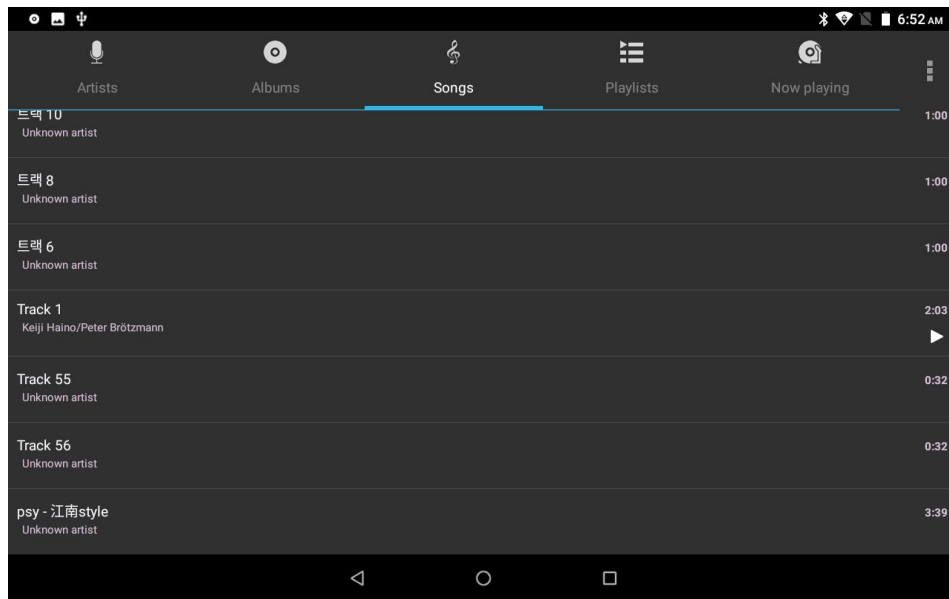 6:52 AM
Artists
Albums
Songs
Playlists
Now playing
트랙 10
1:00
Unknown artist
트랙 8
1:00
Unknown artist
트랙 6
1:00
Unknown artist
Track 1
2:03
Keiji Haino/Peter Brötzmann
Track 55
0:32
Unknown artist
Track 56
0:32
Unknown artist
psy - 江南style
3:39
Unknown artist